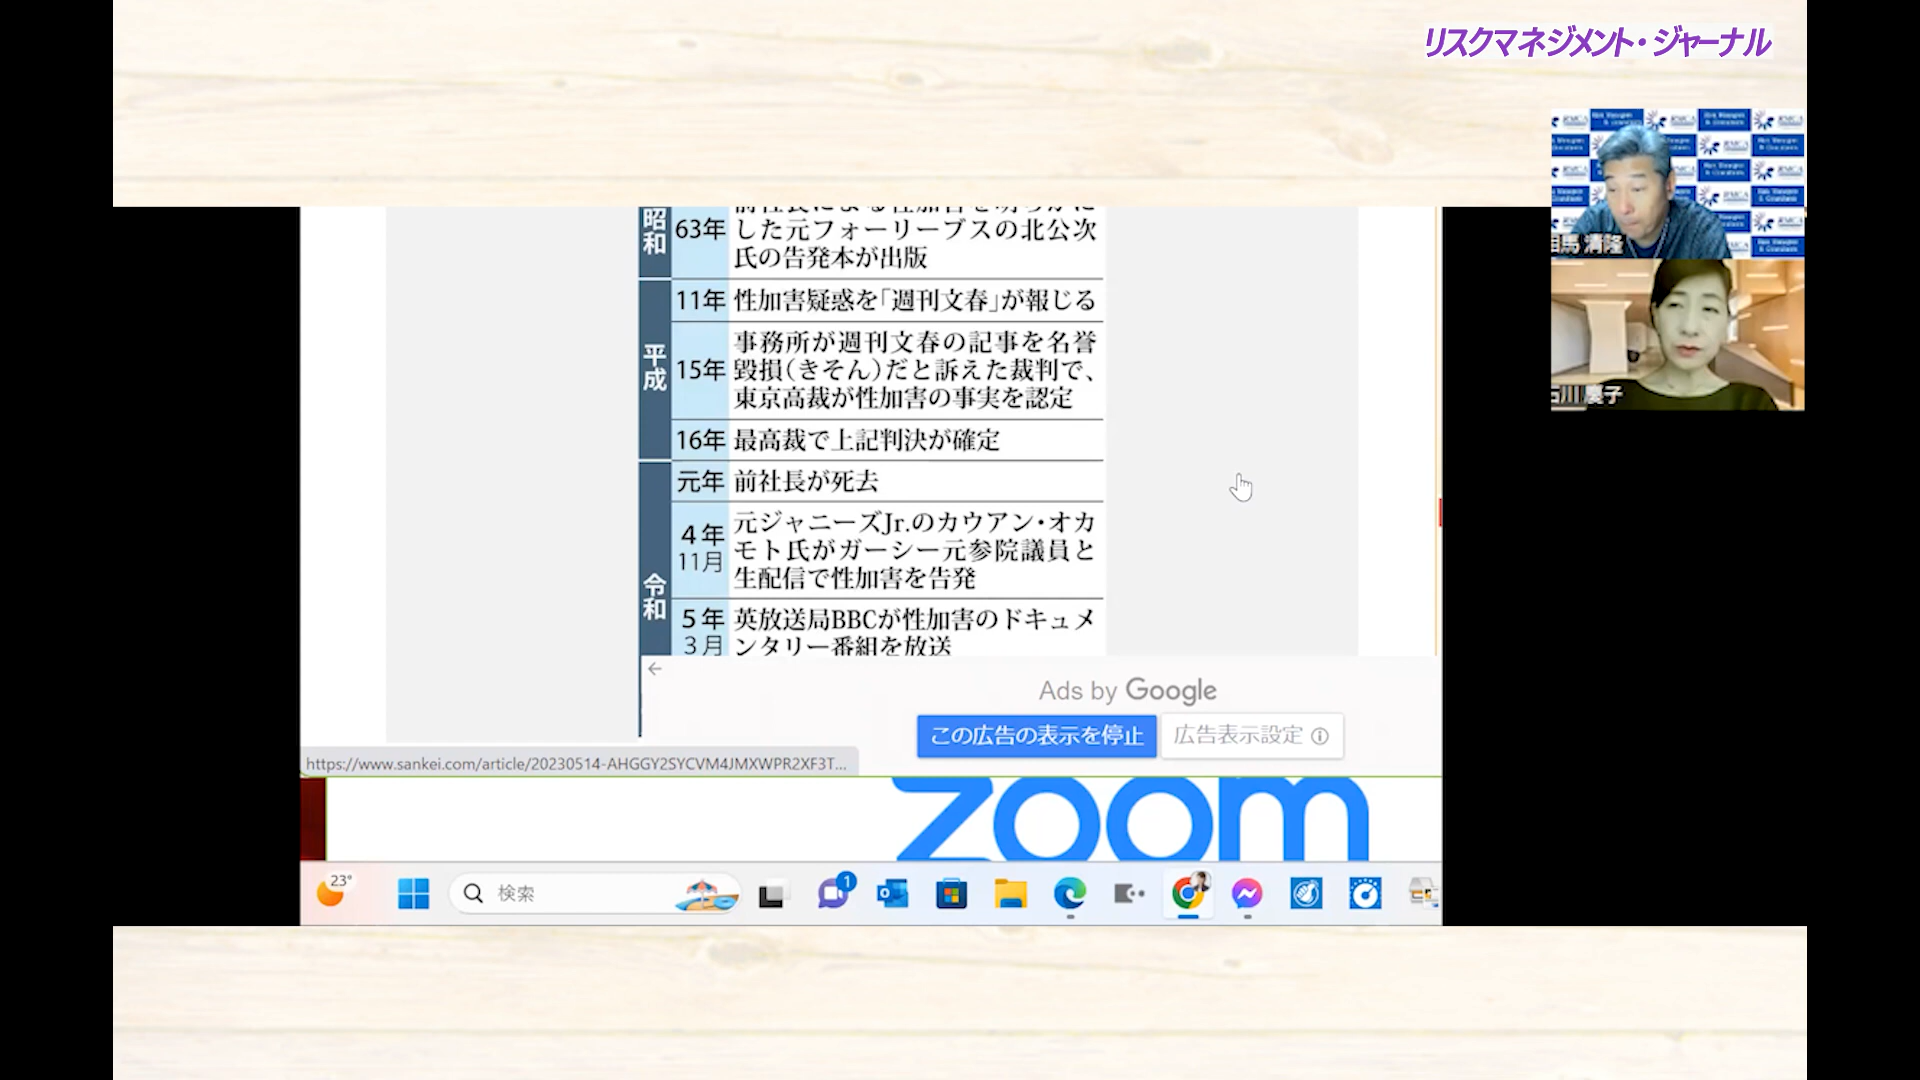 リスクマネジメント・ジャーナル
昭和
63年
した元フォーリーブスの北公次
氏の告発本が出版
平成
11年
性加害疑惑を「週刊文春」が報じる
15年
事務所が週刊文春の記事を名誉
毀損(きそん)だと訴えた裁判で、
東京高裁が性加害の事実を認定
16年
最高裁で上記判決が確定
令和
元年
前社長が死去
4年
11月
元ジャニーズJr.のカウアン・オカ
モト氏がガーシー元参院議員と
生配信で性加害を告発
5年
3月
英放送局BBCが性加害のドキュメ
ンタリー番組を放送
Ads by Google
この広告の表示を停止
広告表示設定
https://www.sankei.com/article/20230514-AHGGY2SYCVM4JMXWPR2XF3T...
zoom
23°
検索
1
馬 清隆
川 慶子
RMCA